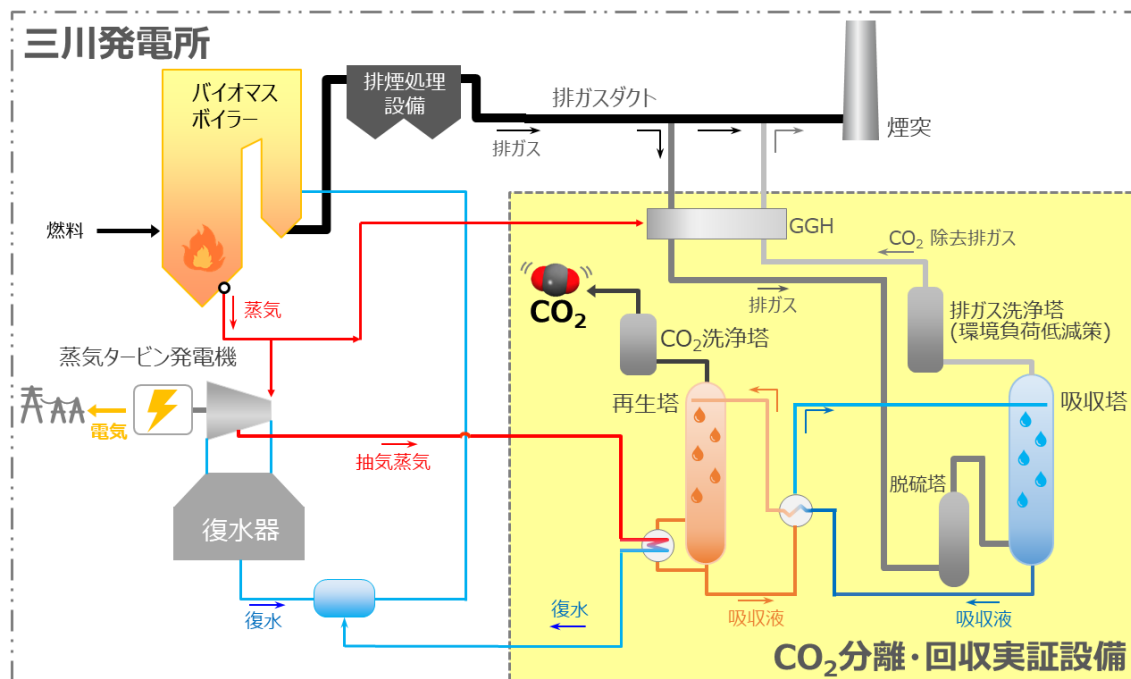 三川発電所
バイオマス
ボイラー
排煙処理
設備
排ガスダクト
排ガス
煙突
燃料
GGH
CO₂ 除去排ガス
蒸気
CO₂
排ガス
排ガス洗浄塔
(環境負荷低減策)
CO₂洗浄塔
蒸気タービン発電機
再生塔
吸収塔
電気
抽気蒸気
脱硫塔
復水器
復水
復水
吸収液
吸収液
CO₂分離・回収実証設備